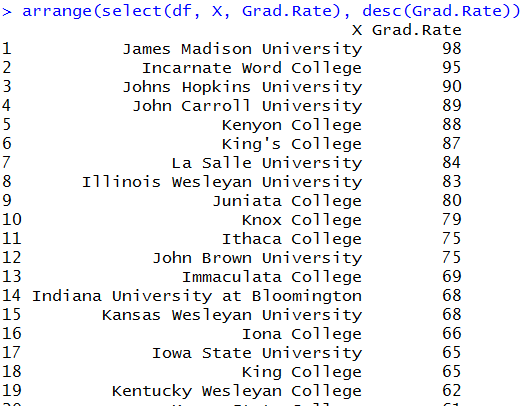 > arrange(select(df, X, Grad.Rate), desc(Grad.Rate))
X Grad.Rate
1 James Madison University 98
2 Incarnate Word College 95
3 Johns Hopkins University 90
4 John Carroll University 89
5 Kenyon College 88
6 King's College 87
7 La Salle University 84
8 Illinois Wesleyan University 83
9 Juniata College 80
10 Knox College 79
11 Ithaca College 75
12 John Brown University 75
13 Immaculata College 69
14 Indiana University at Bloomington 68
15 Kansas Wesleyan University 68
16 Iona College 66
17 Iowa State University 65
18 King College 65
19 Kentucky Wesleyan College 62